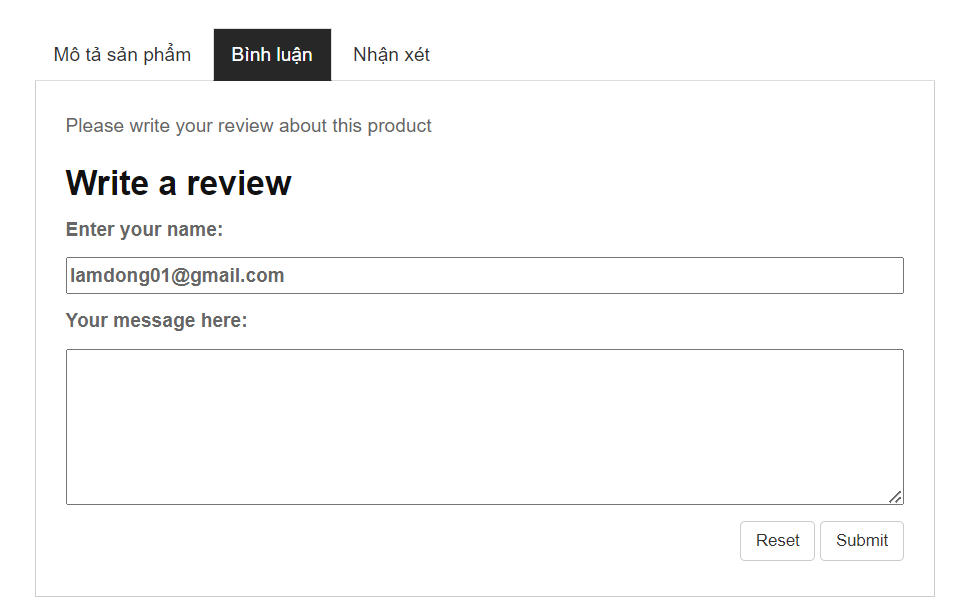 Mô tả sản phẩm Bình luận Nhận xét
Please write your review about this product
Write a review
Enter your name:
lamdong01@gmail.com
Your message here:
Reset Submit